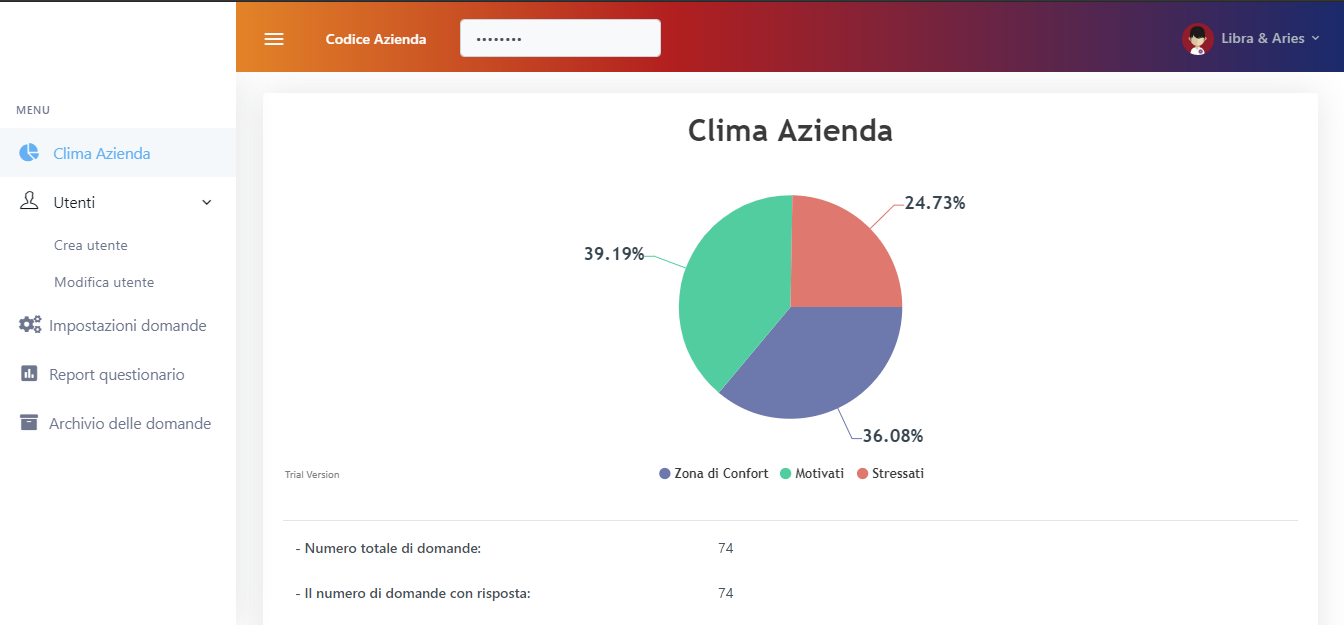 Codice Azienda
••••••••
Libra & Aries
MENU
Clima Azienda
Utenti
Crea utente
Modifica utente
Impostazioni domande
Report questionario
Archivio delle domande
Clima Azienda
24.73%
39.19%
36.08%
Trial Version
Zona di Confort Motivati Stressati
- Numero totale di domande: 74
- Il numero di domande con risposta: 74